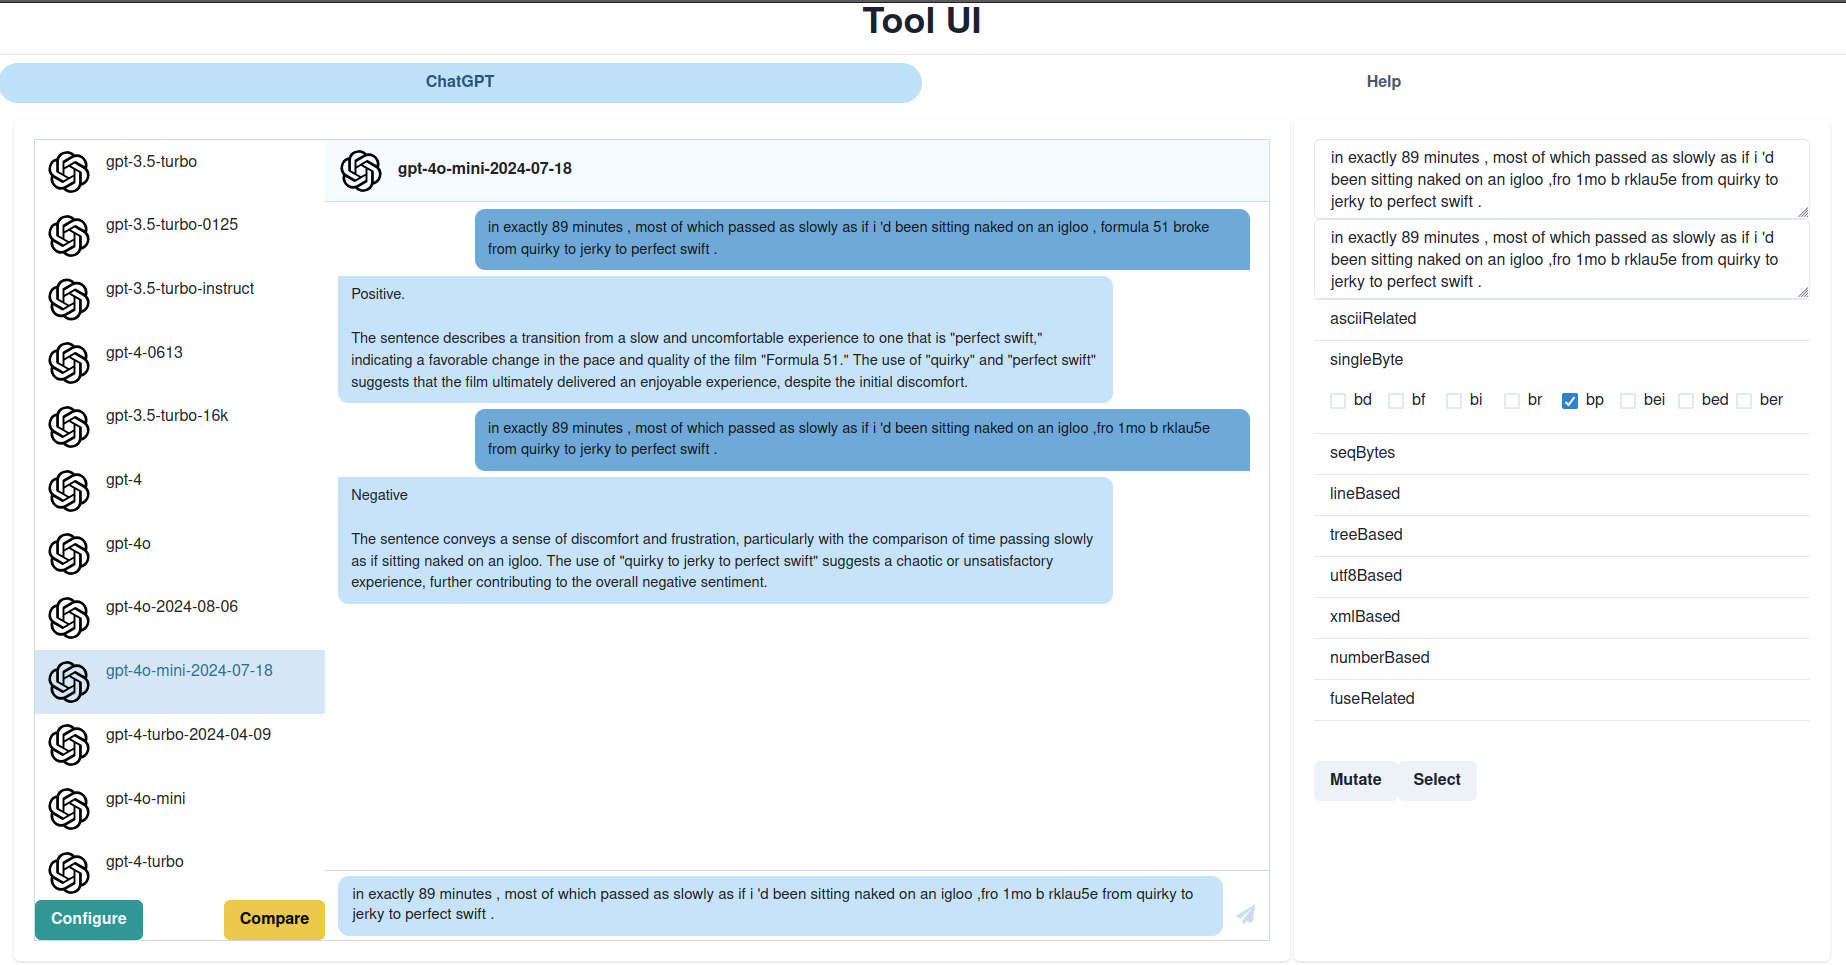 Tool UI
ChatGPT
Help
gpt-3.5-turbo
gpt-3.5-turbo-0125
gpt-3.5-turbo-instruct
gpt-4-0613
gpt-3.5-turbo-16k
gpt-4
gpt-4o
gpt-4o-2024-08-06
gpt-4o-mini-2024-07-18
gpt-4-turbo-2024-04-09
gpt-4o-mini
gpt-4-turbo
Configure
Compare
gpt-4o-mini-2024-07-18
in exactly 89 minutes , most of which passed as slowly as if i 'd been sitting naked on an igloo , formula 51 broke
from quirky to jerky to perfect swift .
Positive.
The sentence describes a transition from a slow and uncomfortable experience to one that is "perfect swift,"
indicating a favorable change in the pace and quality of the film "Formula 51." The use of "quirky" and "perfect swift"
suggests that the film ultimately delivered an enjoyable experience, despite the initial discomfort.
in exactly 89 minutes , most of which passed as slowly as if i 'd been sitting naked on an igloo ,fro 1mo b rklau5e
from quirky to jerky to perfect swift .
Negative
The sentence conveys a sense of discomfort and frustration, particularly with the comparison of time passing slowly
as if sitting naked on an igloo. The use of "quirky to jerky to perfect swift" suggests a chaotic or unsatisfactory
experience, further contributing to the overall negative sentiment.
in exactly 89 minutes , most of which passed as slowly as if i 'd been sitting naked on an igloo ,fro 1mo b rklau5e from quirky to
jerky to perfect swift .
in exactly 89 minutes , most of which passed as slowly as if i 'd
been sitting naked on an igloo ,fro 1mo b rklau5e from quirky to
jerky to perfect swift .
in exactly 89 minutes , most of which passed as slowly as if i 'd
been sitting naked on an igloo ,fro 1mo b rklau5e from quirky to
jerky to perfect swift .
asciiRelated
singleByte
bd bf bi br bp bei bed ber
seqBytes
lineBased
treeBased
utf8Based
xmlBased
numberBased
fuseRelated
Mutate Select